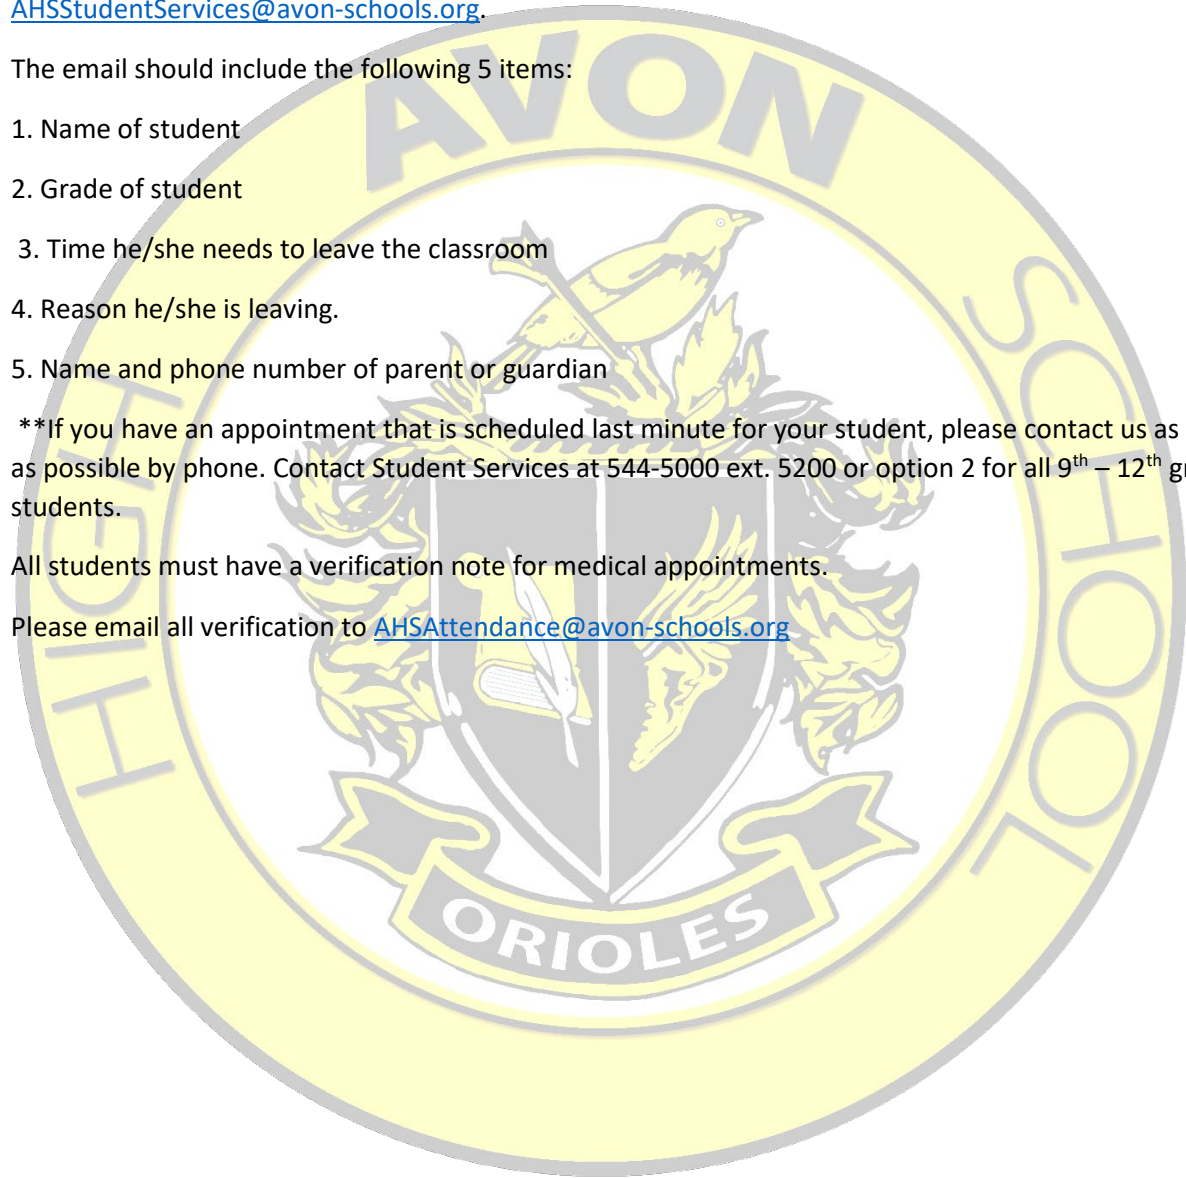 AHSStudentServices@avon-schools.org.
The email should include the following 5 items:
1. Name of student
2. Grade of student
3. Time he/she needs to leave the classroom
4. Reason he/she is leaving.
5. Name and phone number of parent or guardian
**If you have an appointment that is scheduled last minute for your student, please contact us as
as possible by phone. Contact Student Services at 544-5000 ext. 5200 or option 2 for all 9th – 12th gr
students.
All students must have a verification note for medical appointments.
Please email all verification to AHSAttendance@avon-schools.org
AVON
HIGH SCHOOL
ORIOLES